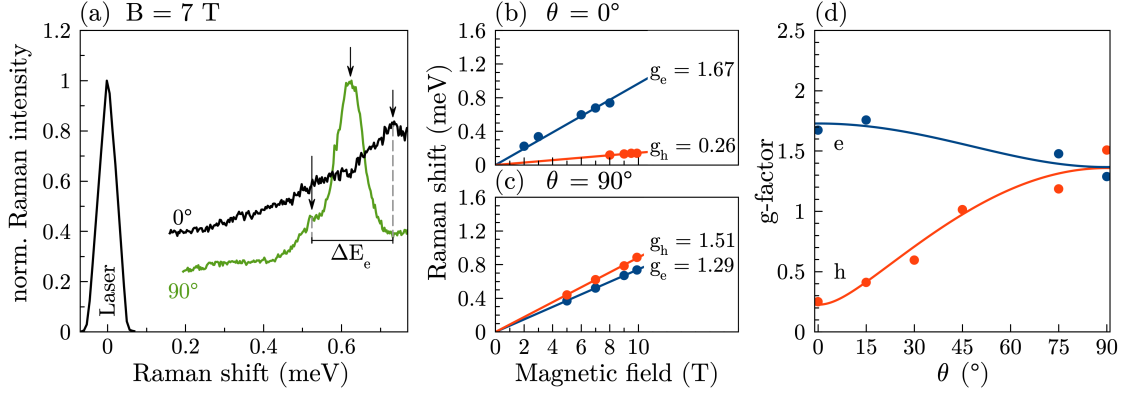 (a) B = 7 T
norm. Raman intensity
1.2
1
0.8
0.6
0.4
0.2
0
Laser
0°
90°
ΔE_e
0 0.2 0.4 0.6
Raman shift (meV)
(b) θ = 0°
Raman shift (meV)
1.6
1.2
0.8
0.4
0
g_e = 1.67
g_h = 0.26
(c) θ = 90°
1.6
1.2
0.8
0.4
0
g_h = 1.51
g_e = 1.29
0 2 4 6 8 10
Magnetic field (T)
(d)
g-factor
2.5
2
1.5
1
0.5
0
e
h
0 15 30 45 60 75 90
θ (°)